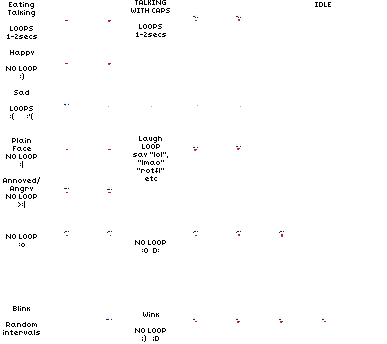 Eating
Talking
LOOPS
1-2secs
TALKING
WITH CAPS
LOOPS
1-2secs
IDLE
Happy
NO LOOP
:)
Sad
LOOPS
:( :'(
Plain
Face
NO LOOP
:|
Laugh
LOOP
say "lol",
"lmao"
"rotfl"
etc
Annoyed/
Angry
NO LOOP
>:|
NO LOOP
:o
NO LOOP
:O D:
Blink
Random
intervals
Wink
NO LOOP
;) ;D